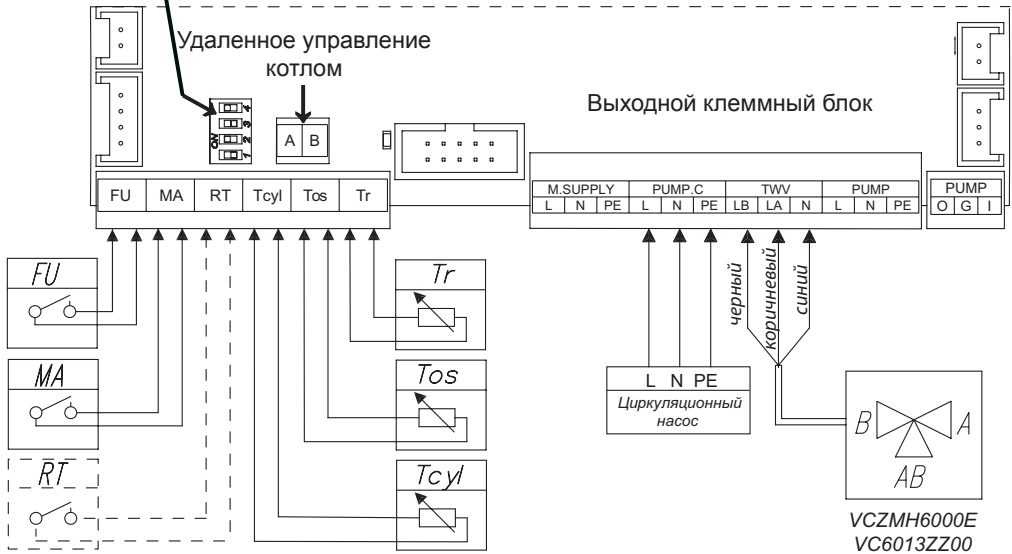 Удаленное управление
котлом
Выходной клеммный блок
ON
1 2 3 4
A B
FU MA RT Tcyl Tos Tr
M.SUPPLY PUMP.C TWV PUMP
L N PE L N PE LB LA N L N PE
PUMP
O G I
черный
коричневый
синий
FU
MA
RT
Tr
Tos
Tcyl
L N PE
Циркуляционный
насос
B A
AB
VCZMH6000E
VC6013ZZ00